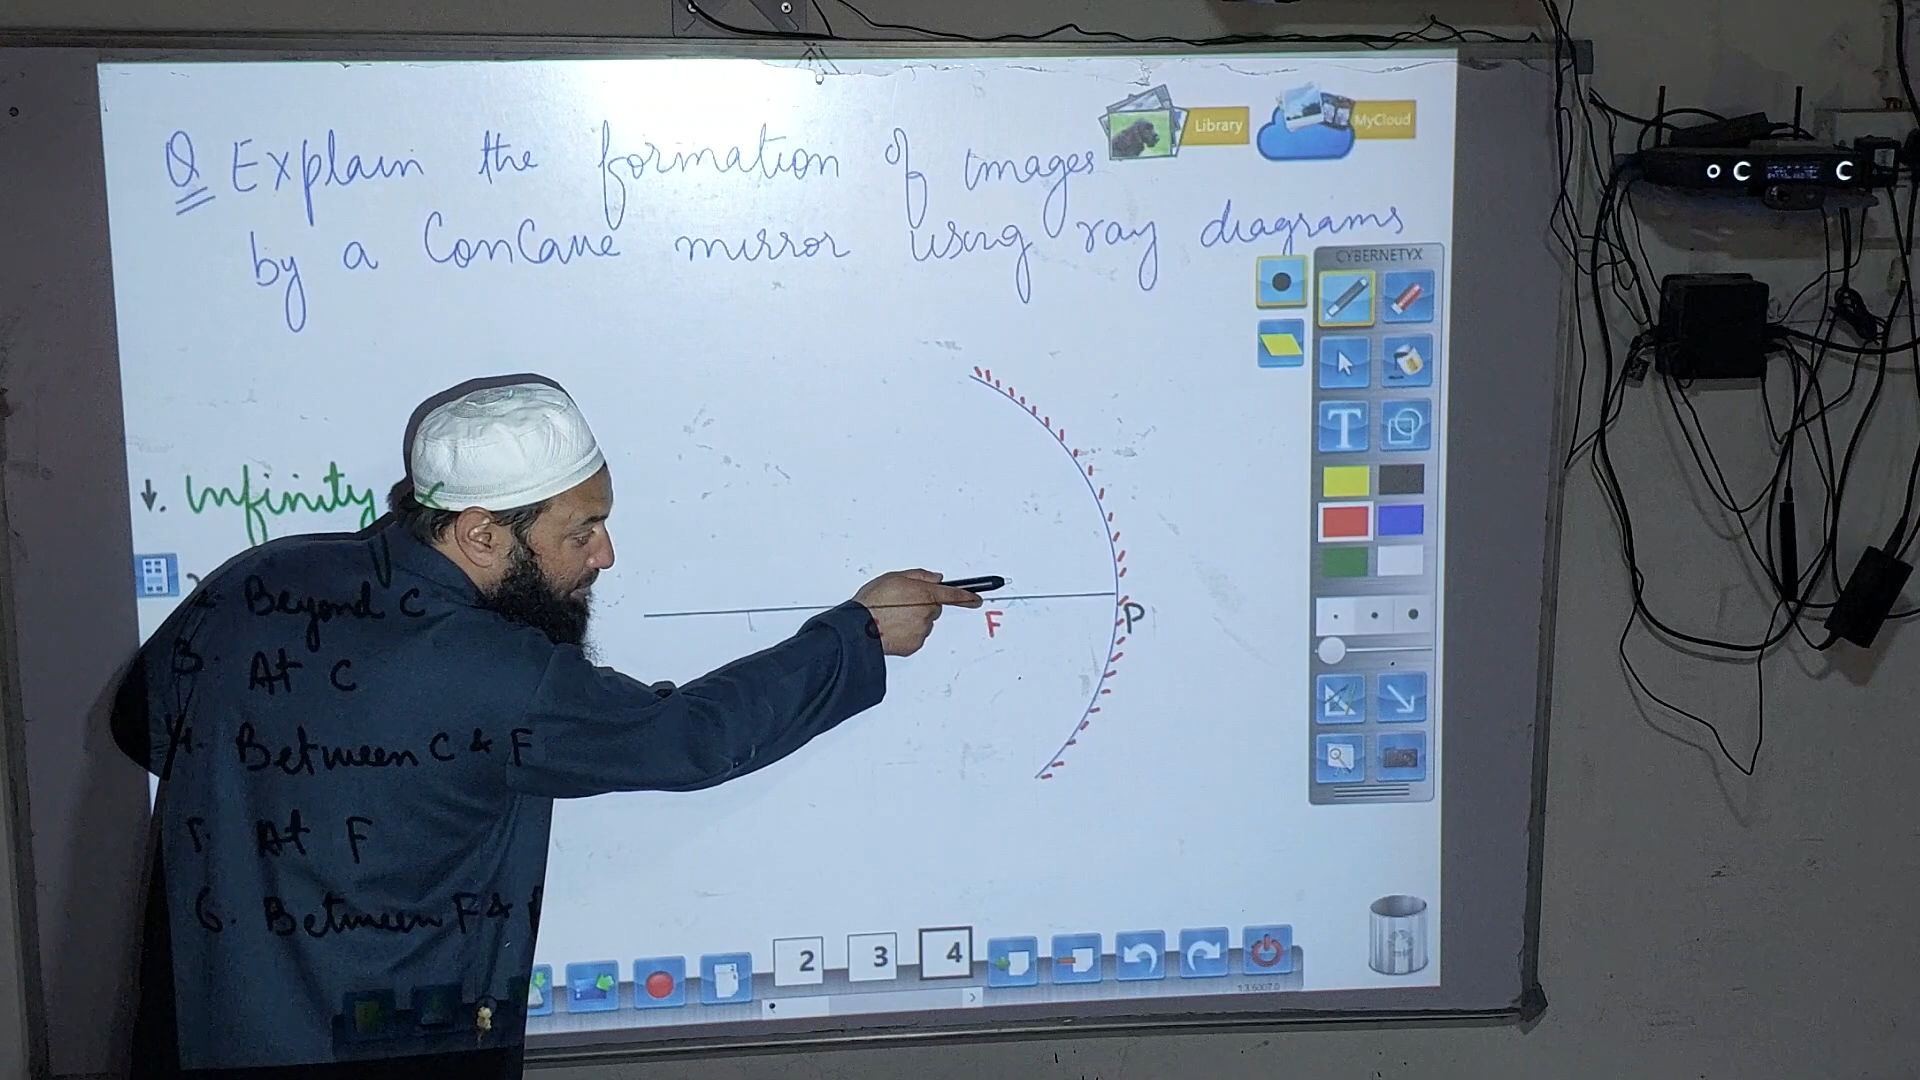 Q Explain the formation of images
by a Concave mirror using ray diagrams
Library
MyCloud
CYBERNETYX
T
1. Infinity
2. Beyond C
3. At C
4. Between C & F
5. At F
6. Between F &
F
P
2 3 4